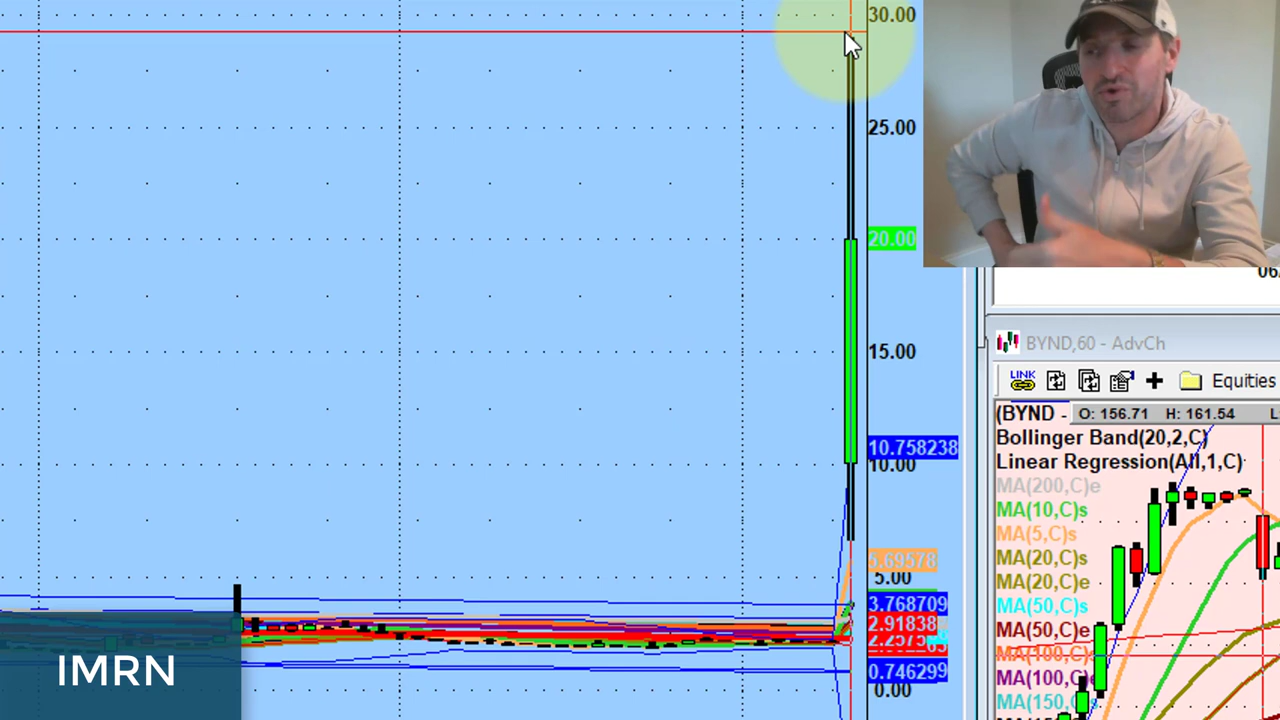 30.00
25.00
20.00
15.00
10.758238
10.00
5.69578
5.00
3.768709
2.91838
0.746299
0.00
IMRN
BYND,60 - AdvCh
LINK
Equities
(BYND - O: 156.71 H: 161.54 L:
Bollinger Band(20,2,C)
Linear Regression(All,1,C)
MA(200,C)e
MA(10,C)s
MA(5,C)s
MA(20,C)s
MA(20,C)e
MA(50,C)s
MA(50,C)e
MA(100,C)s
MA(100,C)e
MA(150,C)s